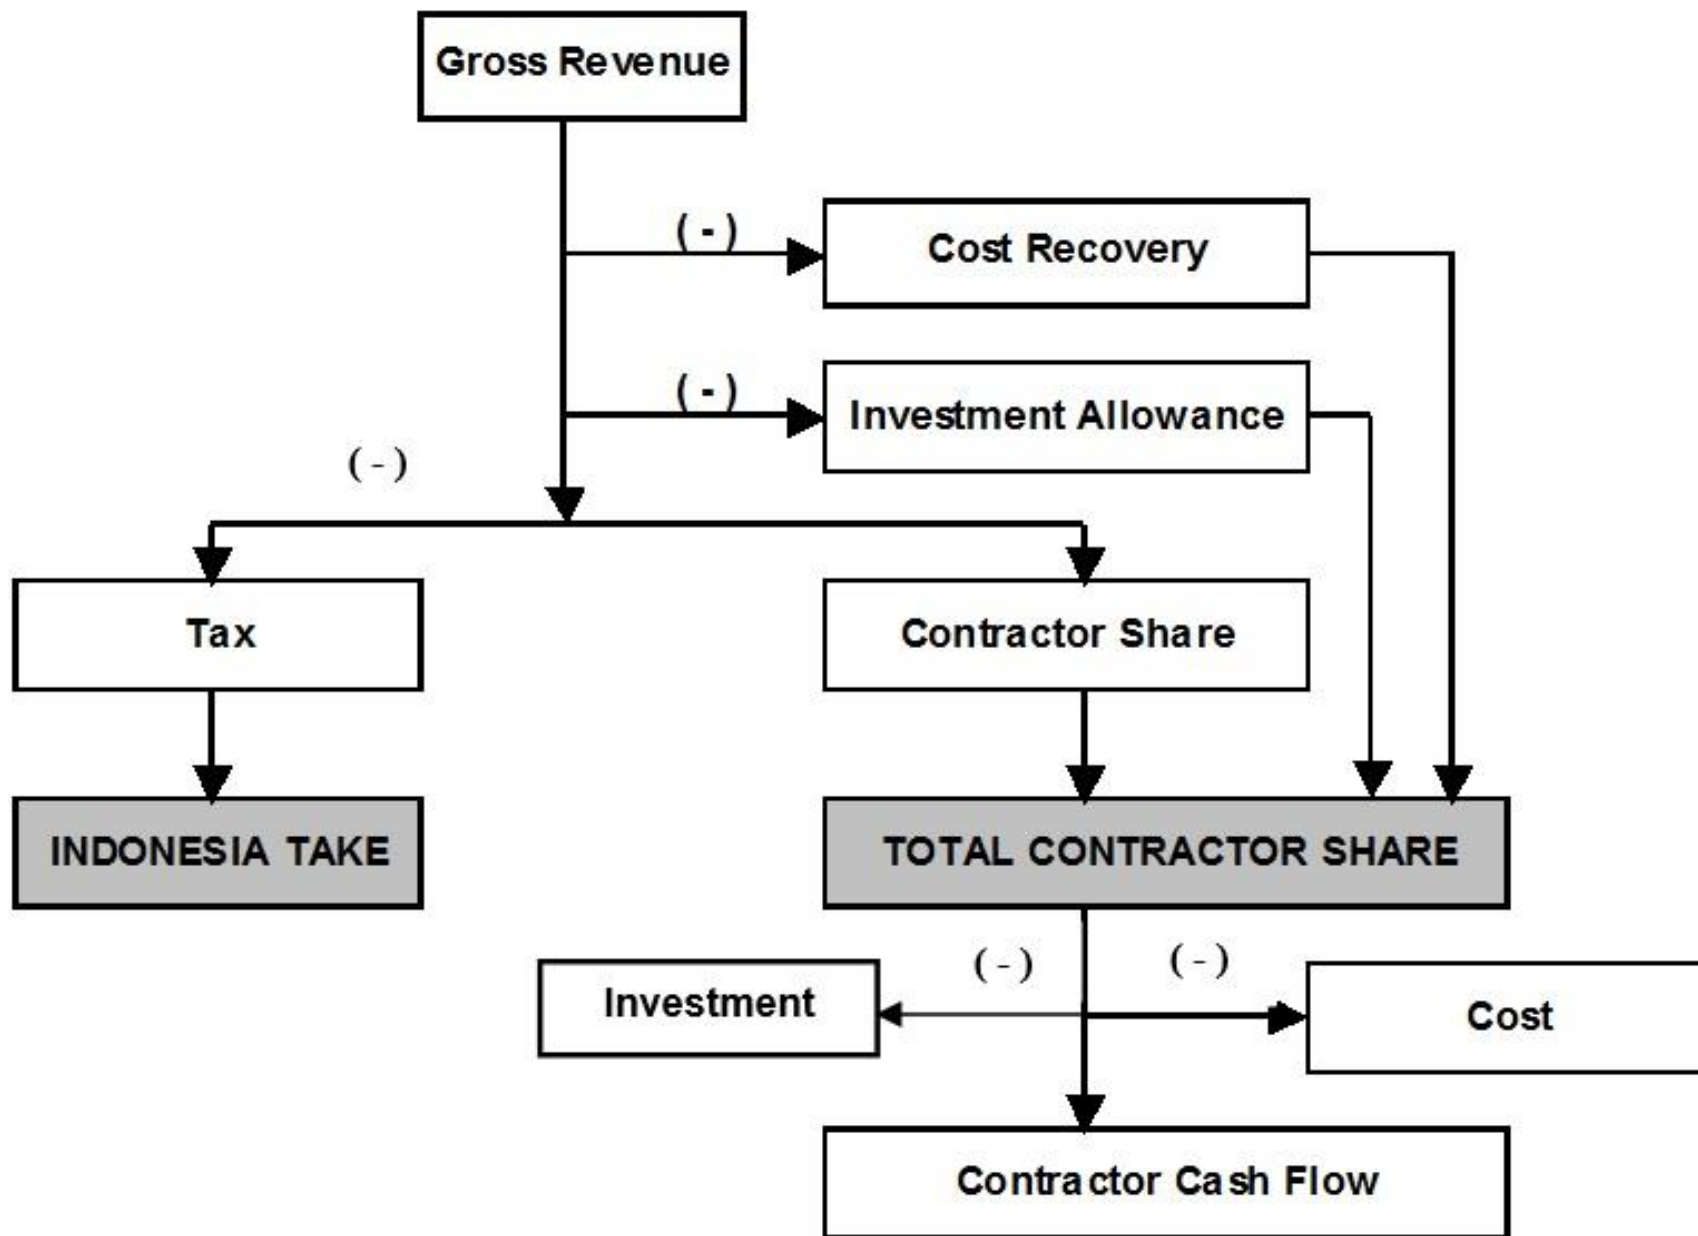 Gross Revenue
( - )
Cost Recovery
( - )
Investment Allowance
( - )
Tax
Contractor Share
INDONESIA TAKE
TOTAL CONTRACTOR SHARE
( - )
( - )
Investment
Cost
Contractor Cash Flow